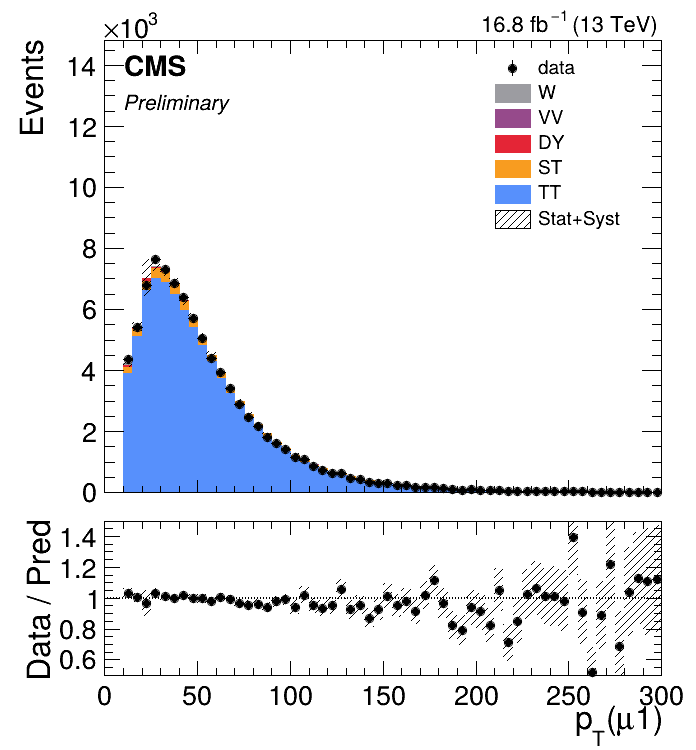 ×10³
16.8 fb⁻¹ (13 TeV)
Events
14
12
10
8
6
4
2
0
CMS
Preliminary
data
W
VV
DY
ST
TT
Stat+Syst
Data / Pred
1.4
1.2
1
0.8
0.6
0 50 100 150 200 250 300
p_T(μ1)